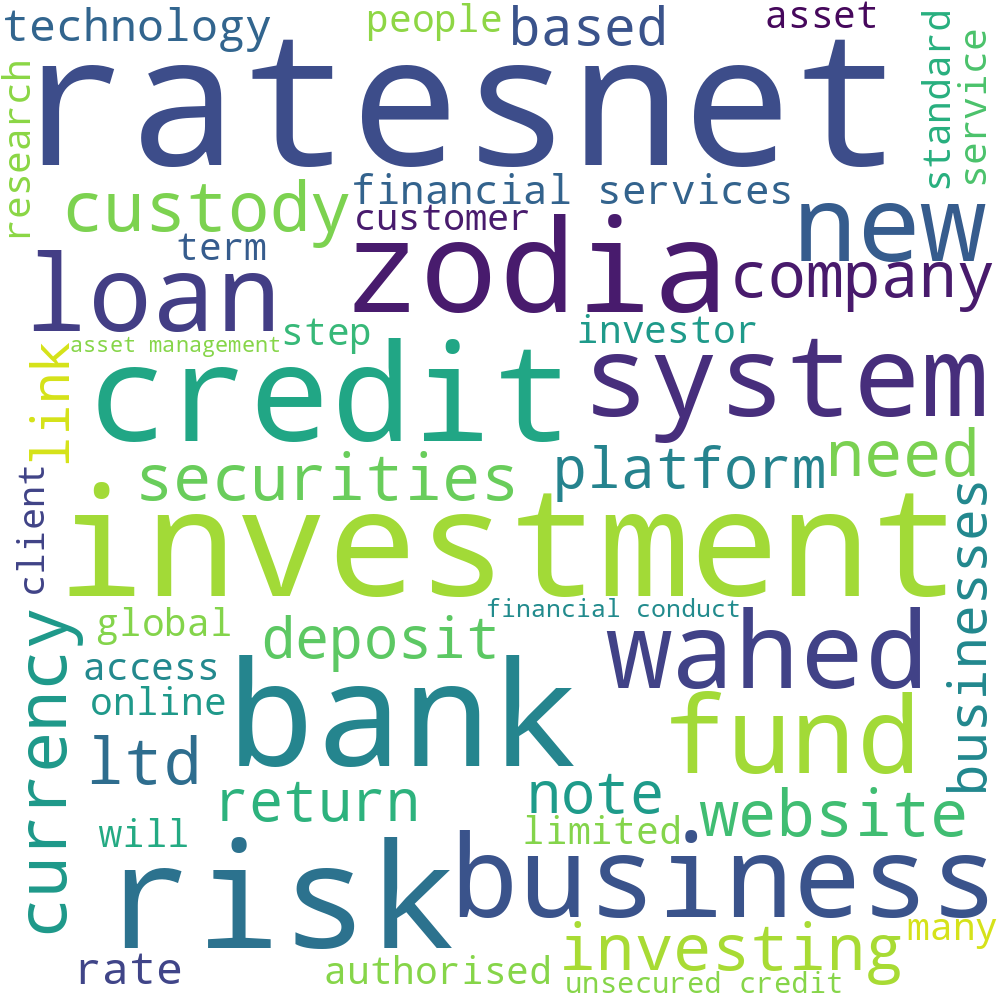 technology
people
based
asset
ratesnet
research
standard
service
custody
financial services
customer
new
term
zodia
loan
company
asset management
step
investor
link
credit
system
securities
platform
need
client
investment
businesses
financial conduct
global
deposit
wahed
currency
access
online
bank
fund
ltd
return
note
website
will
limited
risk
business
rate
authorised
investing
many
unsecured credit